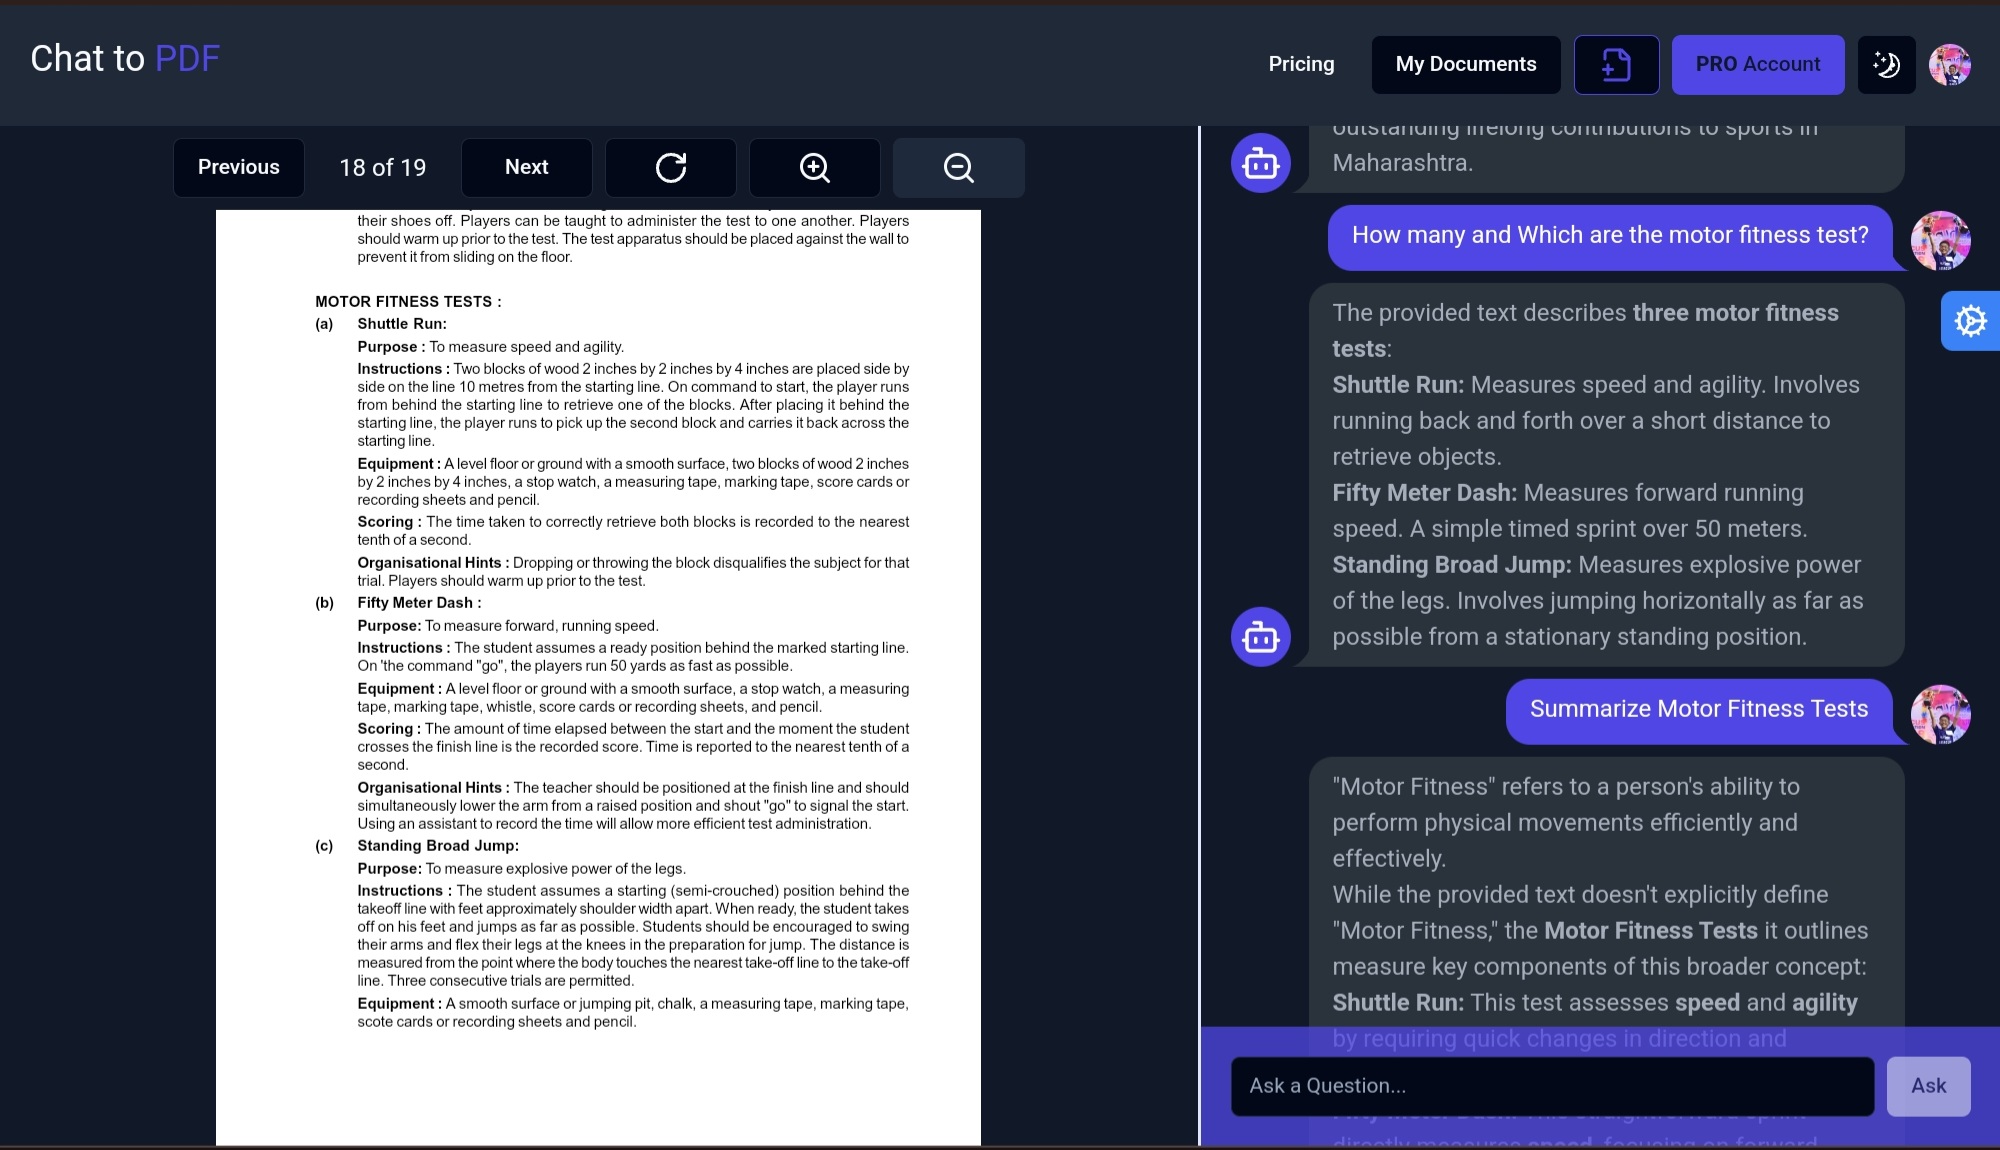 Chat to PDF
Pricing
My Documents
PRO Account
Previous
18 of 19
Next
their shoes off. Players can be taught to administer the test to one another. Players
should warm up prior to the test. The test apparatus should be placed against the wall to
prevent it from sliding on the floor.
MOTOR FITNESS TESTS :
(a) Shuttle Run:
Purpose : To measure speed and agility.
Instructions : Two blocks of wood 2 inches by 2 inches by 4 inches are placed side by
side on the line 10 metres from the starting line. On command to start, the player runs
from behind the starting line to retrieve one of the blocks. After placing it behind the
starting line, the player runs to pick up the second block and carries it back across the
starting line.
Equipment : A level floor or ground with a smooth surface, two blocks of wood 2 inches
by 2 inches by 4 inches, a stop watch, a measuring tape, marking tape, score cards or
recording sheets and pencil.
Scoring : The time taken to correctly retrieve both blocks is recorded to the nearest
tenth of a second.
Organisational Hints : Dropping or throwing the block disqualifies the subject for that
trial. Players should warm up prior to the test.
(b) Fifty Meter Dash :
Purpose: To measure forward, running speed.
Instructions : The student assumes a ready position behind the marked starting line.
On 'the command "go", the players run 50 yards as fast as possible.
Equipment : A level floor or ground with a smooth surface, a stop watch, a measuring
tape, marking tape, whistle, score cards or recording sheets, and pencil.
Scoring : The amount of time elapsed between the start and the moment the student
crosses the finish line is the recorded score. Time is reported to the nearest tenth of a
second.
Organisational Hints : The teacher should be positioned at the finish line and should
simultaneously lower the arm from a raised position and shout "go" to signal the start.
Using an assistant to record the time will allow more efficient test administration.
(c) Standing Broad Jump:
Purpose: To measure explosive power of the legs.
Instructions : The student assumes a starting (semi-crouched) position behind the
takeoff line with feet approximately shoulder width apart. When ready, the student takes
off on his feet and jumps as far as possible. Students should be encouraged to swing
their arms and flex their legs at the knees in the preparation for jump. The distance is
measured from the point where the body touches the nearest take-off line to the take-off
line. Three consecutive trials are permitted.
Equipment : A smooth surface or jumping pit, chalk, a measuring tape, marking tape,
scote cards or recording sheets and pencil.
outstanding lifelong contributions to sports in
Maharashtra.
How many and Which are the motor fitness test?
The provided text describes three motor fitness
tests:
Shuttle Run: Measures speed and agility. Involves
running back and forth over a short distance to
retrieve objects.
Fifty Meter Dash: Measures forward running
speed. A simple timed sprint over 50 meters.
Standing Broad Jump: Measures explosive power
of the legs. Involves jumping horizontally as far as
possible from a stationary standing position.
Summarize Motor Fitness Tests
"Motor Fitness" refers to a person's ability to
perform physical movements efficiently and
effectively.
While the provided text doesn't explicitly define
"Motor Fitness," the Motor Fitness Tests it outlines
measure key components of this broader concept:
Shuttle Run: This test assesses speed and agility
by requiring quick changes in direction and
Ask a Question...
Ask
directly measures speed, focusing on forward